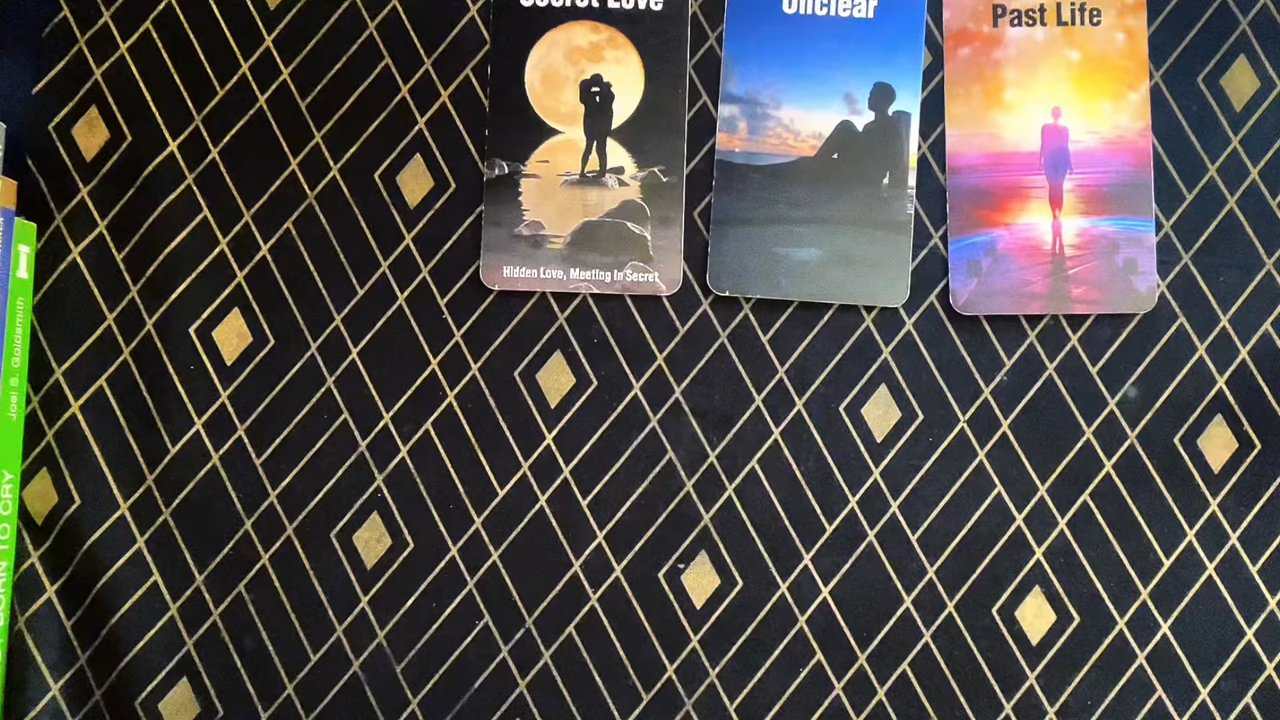 Secret Love
Unclear
Past Life
Hidden Love, Meeting In Secret
Joel S. Goldsmith
BORN TO CRY